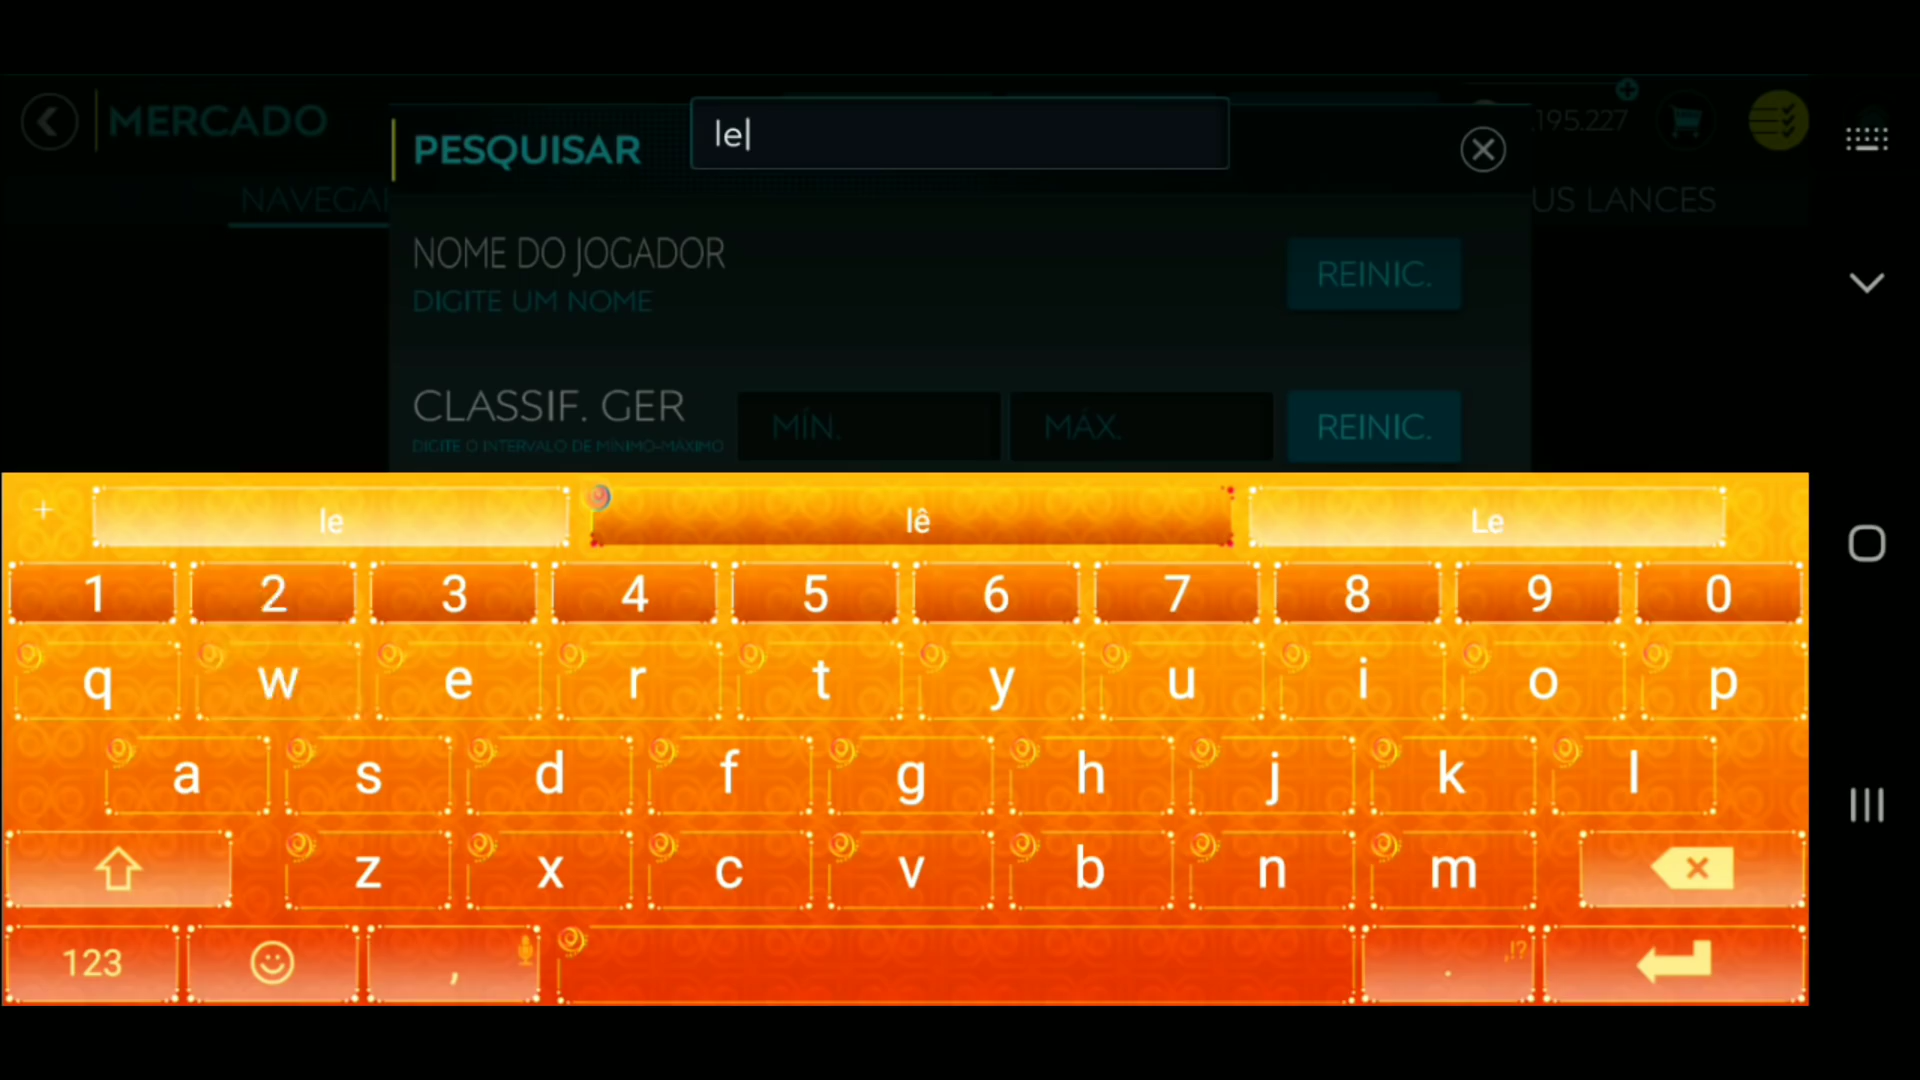 MERCADO
PESQUISAR
le
195.227
NAVEGA
US LANCES
NOME DO JOGADOR
DIGITE UM NOME
REINIC.
CLASSIF. GER
DIGITE O INTERVALO DE MÍNIMO-MÁXIMO
MÍN.
MÁX.
REINIC.
+ le lê Le
1 2 3 4 5 6 7 8 9 0
q w e r t y u i o p
a s d f g h j k l
z x c v b n m
123 , . ,!?